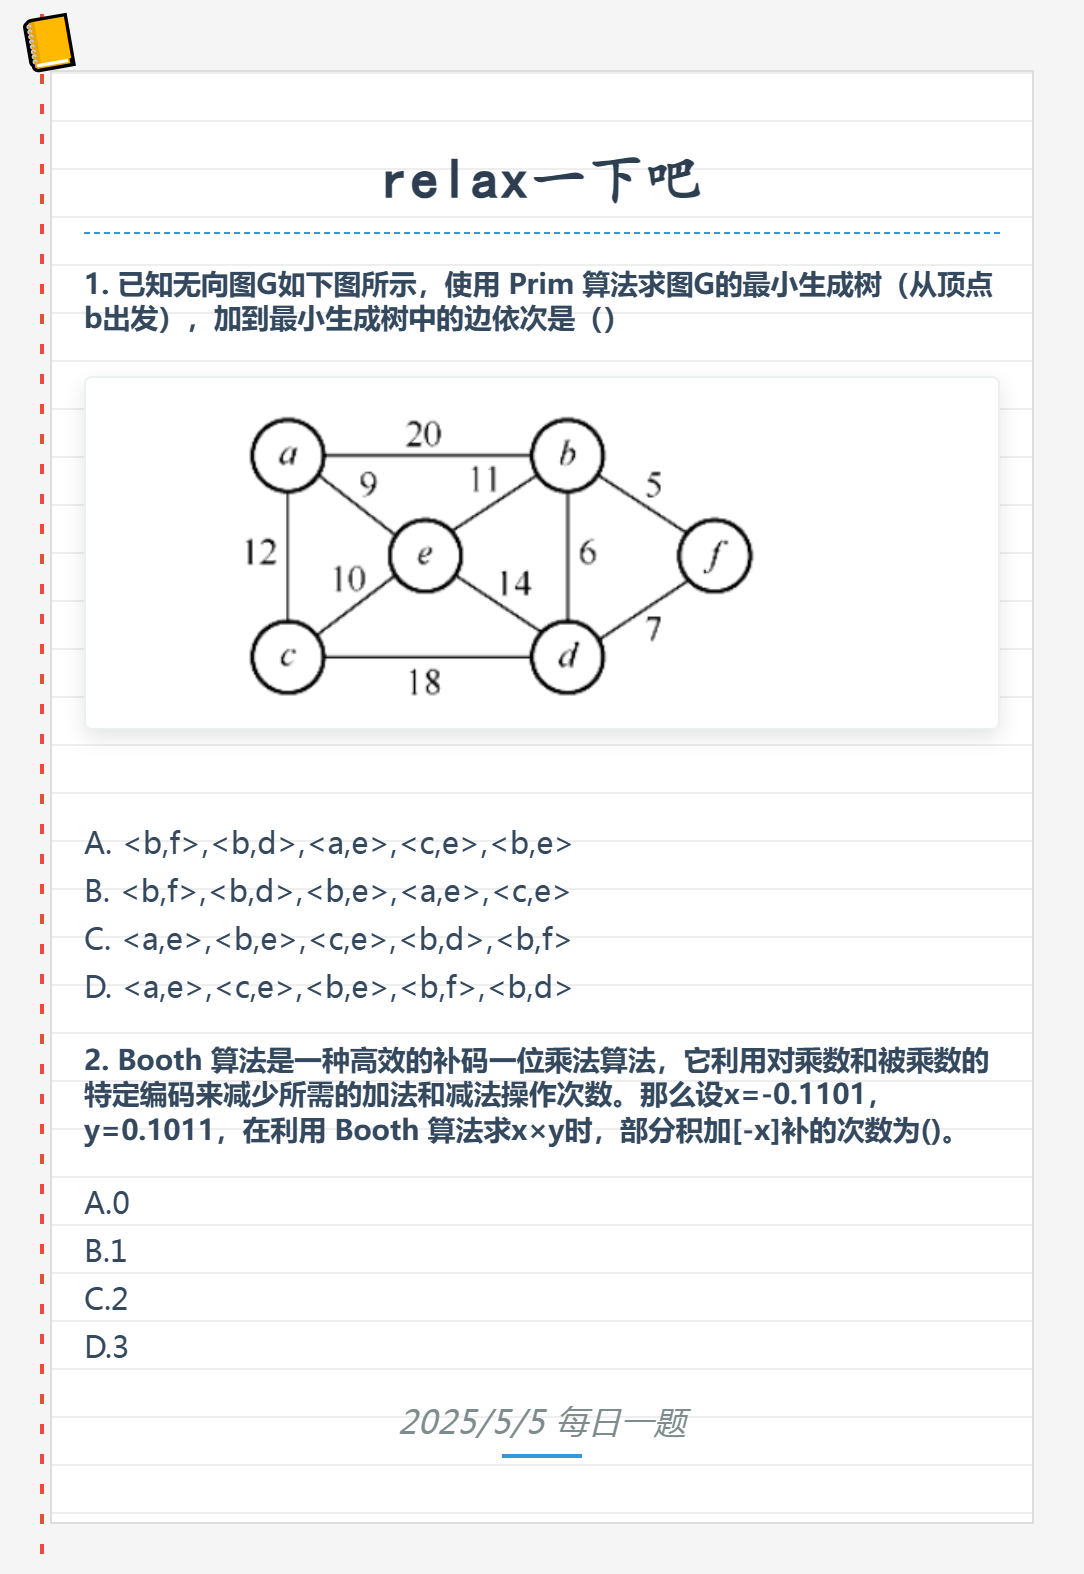 relax一下吧
1. 已知无向图G如下图所示，使用 Prim 算法求图G的最小生成树（从顶点
b出发），加到最小生成树中的边依次是（）
a 20 b
9 11 5
12 e 6 f
10 14 7
c 18 d
A. <b,f>,<b,d>,<a,e>,<c,e>,<b,e>
B. <b,f>,<b,d>,<b,e>,<a,e>,<c,e>
C. <a,e>,<b,e>,<c,e>,<b,d>,<b,f>
D. <a,e>,<c,e>,<b,e>,<b,f>,<b,d>
2. Booth 算法是一种高效的补码一位乘法算法，它利用对乘数和被乘数的
特定编码来减少所需的加法和减法操作次数。那么设x=-0.1101，
y=0.1011，在利用 Booth 算法求x×y时，部分积加[-x]补的次数为()。
A.0
B.1
C.2
D.3
2025/5/5 每日一题